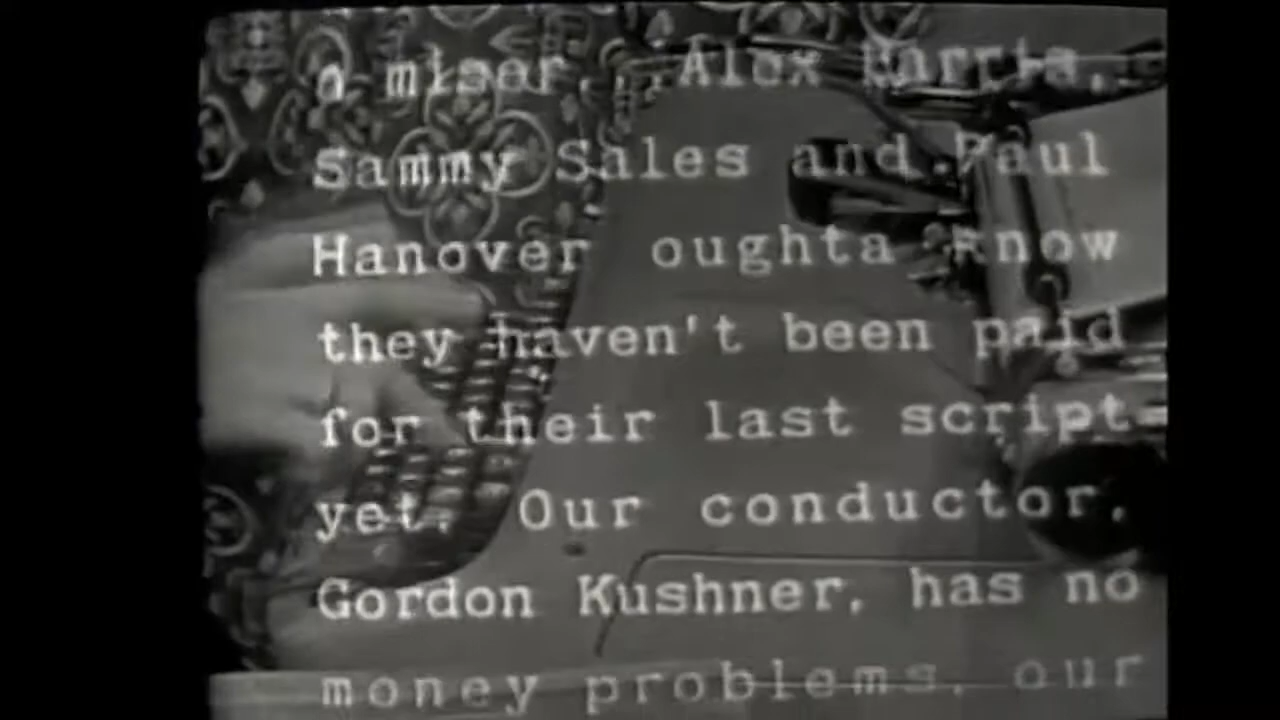 a miser. . .Alex Barris,
Sammy Sales and Paul
Hanover oughta know
they haven't been paid
for their last script-
yet. Our conductor,
Gordon Kushner, has no
money problems, our